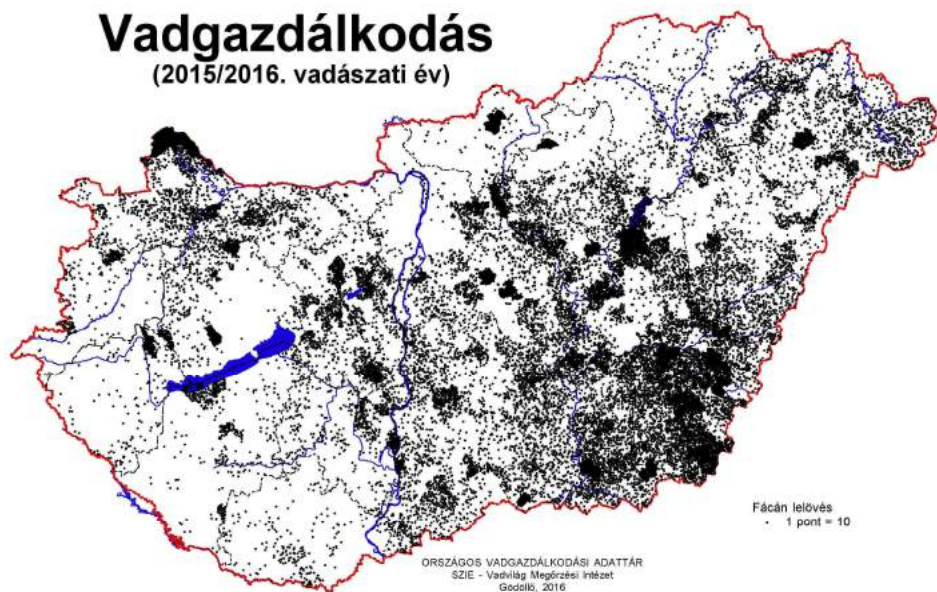 Vadgazdálkodás
(2015/2016. vadászati év)
Fácán lelövés
1 pont = 10
ORSZÁGOS VADGAZDÁLKODÁSI ADATTÁR
SZIE - Vadvilág Megőrzési Intézet
Gödöllő, 2016